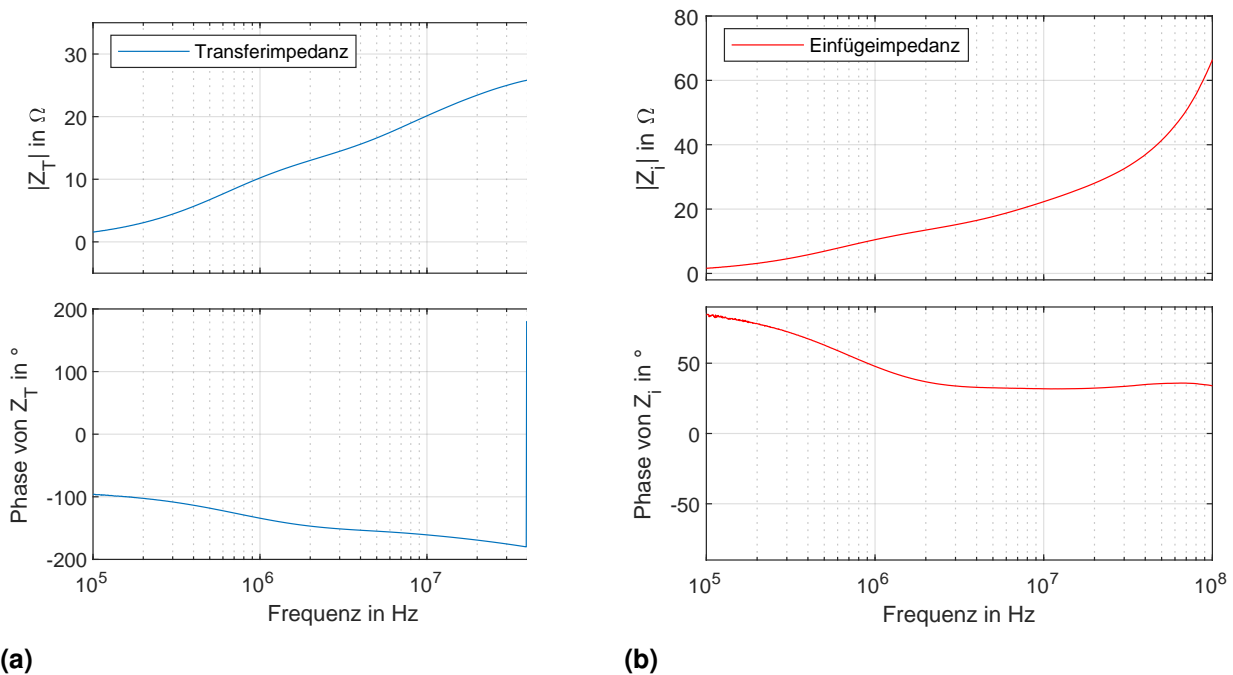 Transferimpedanz
30
20
10
0
|Z_T| in Ω
200
100
0
-100
-200
Phase von Z_T in °
10^5
10^6
10^7
Frequenz in Hz
(a)
Einfügeimpedanz
80
60
40
20
0
|Z_i| in Ω
50
0
-50
Phase von Z_i in °
10^5
10^6
10^7
10^8
Frequenz in Hz
(b)